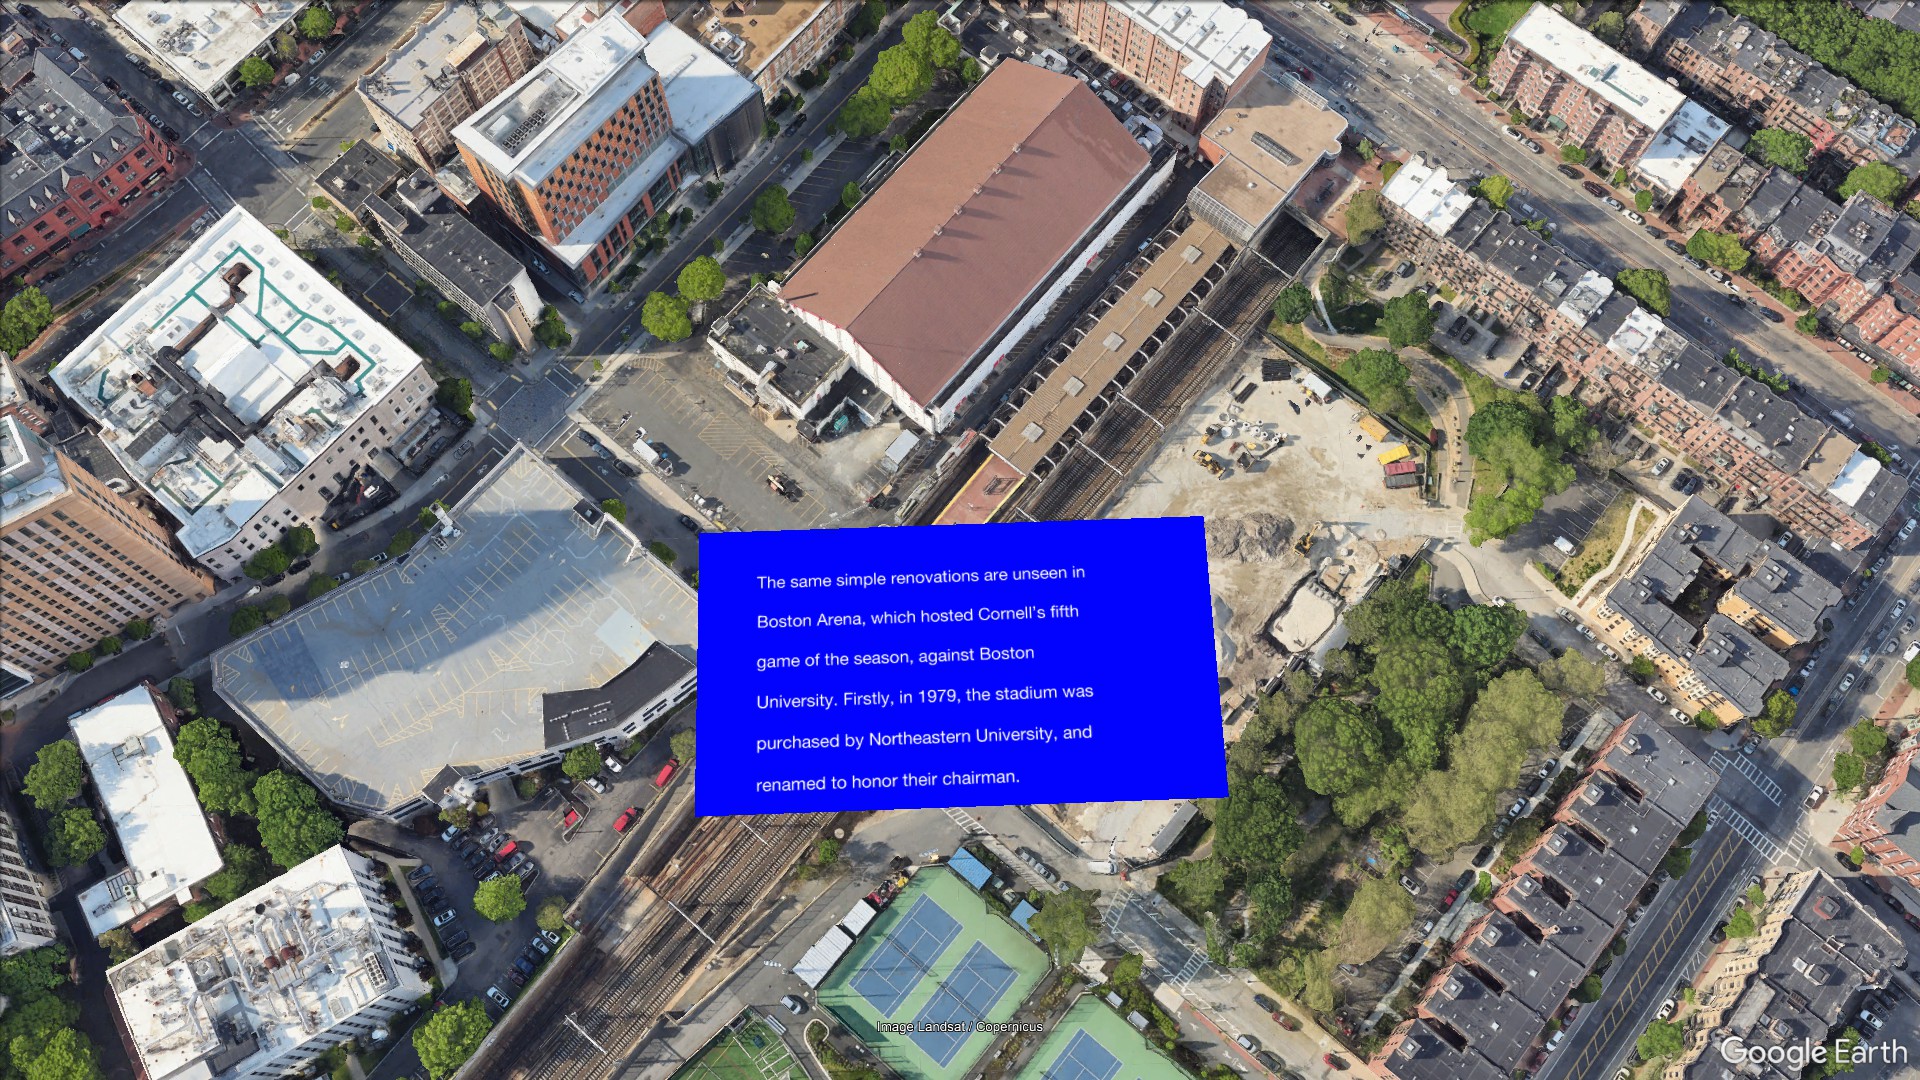 The same simple renovations are unseen in
Boston Arena, which hosted Cornell's fifth
game of the season, against Boston
University. Firstly, in 1979, the stadium was
purchased by Northeastern University, and
renamed to honor their chairman.
Image Landsat / Copernicus
Google Earth